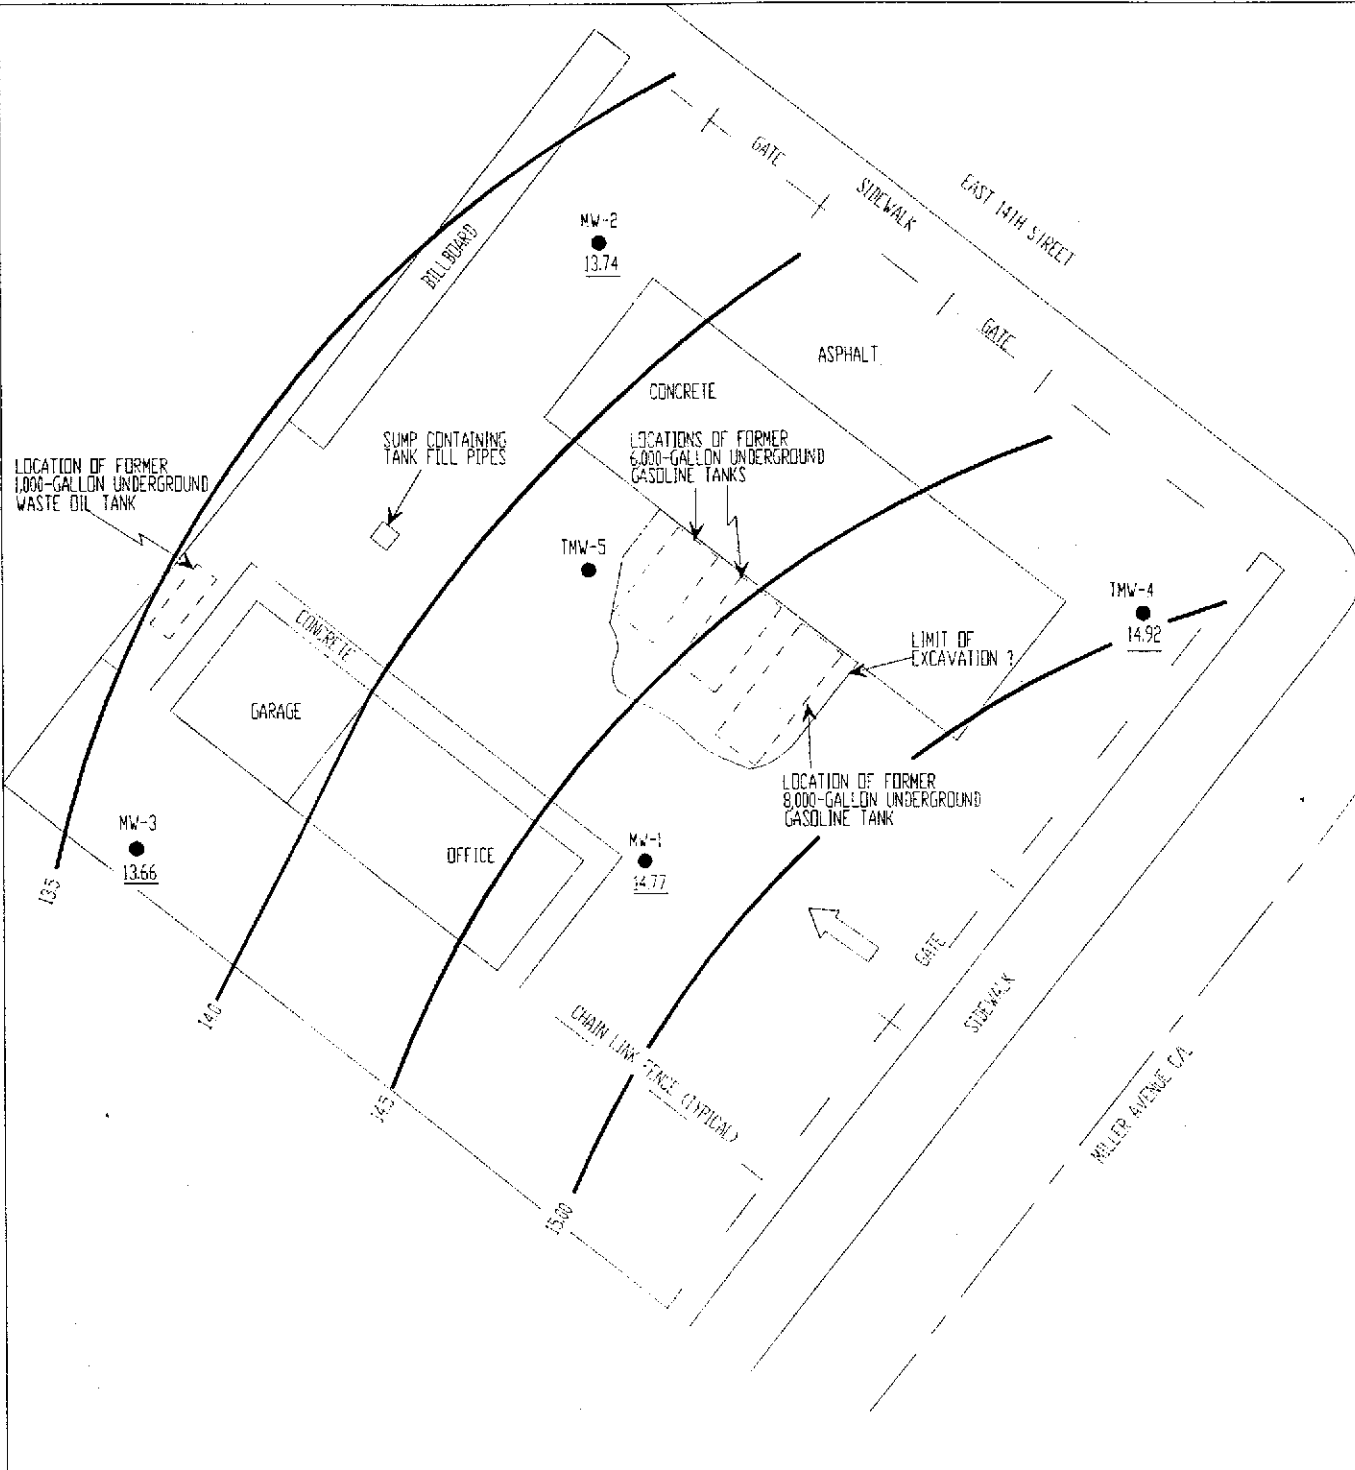 GATE
SIDEWALK
EAST 14TH STREET
MW-2
13.74
BILLBOARD
GATE
ASPHALT
CONCRETE
SUMP CONTAINING
TANK FILL PIPES
LOCATIONS OF FORMER
6,000-GALLON UNDERGROUND
GASOLINE TANKS
LOCATION OF FORMER
1,000-GALLON UNDERGROUND
WASTE OIL TANK
TMW-5
TMW-4
14.92
CONCRETE
LIMIT OF
EXCAVATION ?
GARAGE
LOCATION OF FORMER
8,000-GALLON UNDERGROUND
GASOLINE TANK
MW-3
13.66
OFFICE
MW-1
14.77
13.5
GATE
SIDEWALK
14.0
CHAIN LINK FENCE (TYPICAL)
14.5
MILLER AVENUE C/L
15.00